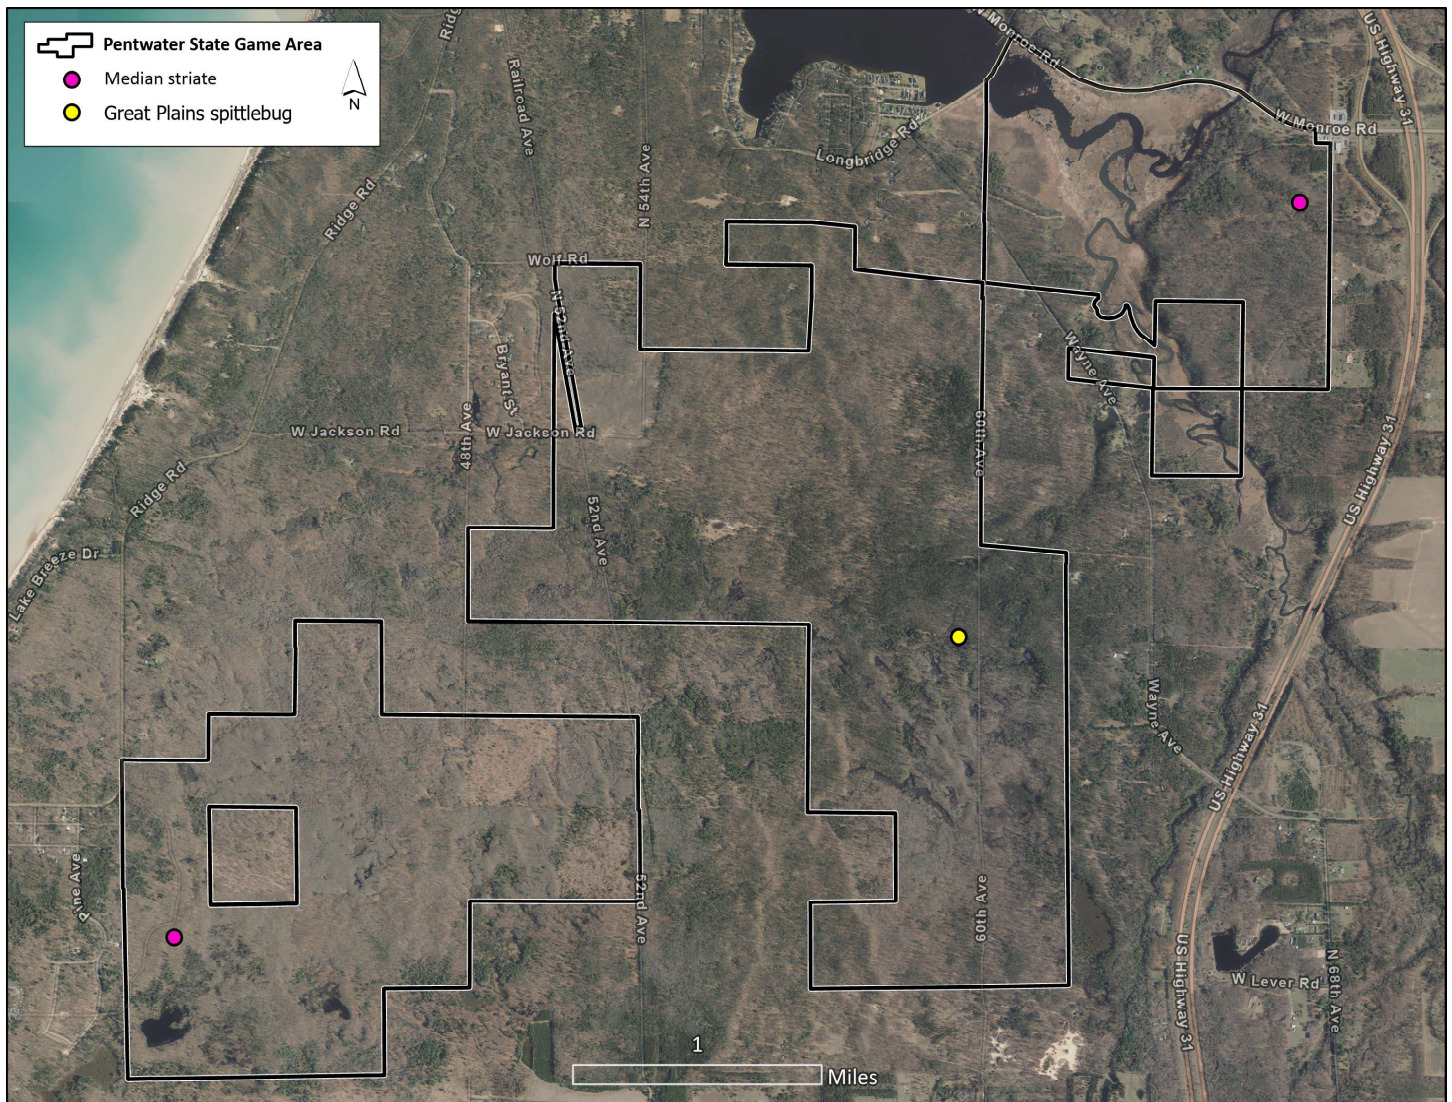 Pentwater State Game Area
Median striate
Great Plains spittlebug
N
Ridg
Railroad Ave
W Monroe Rd
US Highway 31
W Monroe Rd
Longbridge Rd
N 54th Ave
Ridge Rd
Wolf Rd
N 52nd Ave
Bryant St
Wayne Ave
W Jackson Rd
48th Ave
W Jackson Rd
60th Ave
US Highway 31
Ridge Rd
52nd Ave
Lake Breeze Dr
Wayne Ave
US Highway 31
Pine Ave
52nd Ave
60th Ave
US Highway 31
W Lever Rd
N 68th Ave
1
Miles